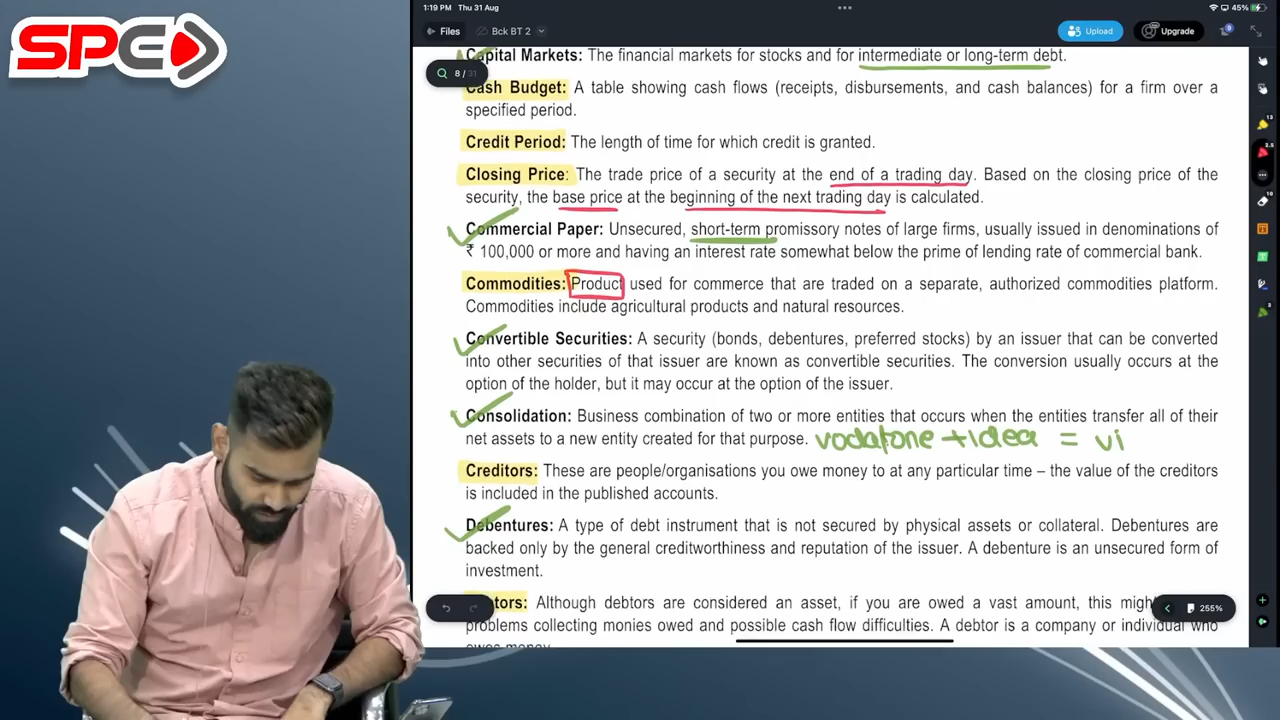 SPC
1:19 PM Thu 31 Aug
45%
Files
Bck BT 2
Upload
Upgrade
Capital Markets: The financial markets for stocks and for intermediate or long-term debt.
8 / 31
Cash Budget: A table showing cash flows (receipts, disbursements, and cash balances) for a firm over a
specified period.
Credit Period: The length of time for which credit is granted.
Closing Price: The trade price of a security at the end of a trading day. Based on the closing price of the
security, the base price at the beginning of the next trading day is calculated.
Commercial Paper: Unsecured, short-term promissory notes of large firms, usually issued in denominations of
₹ 100,000 or more and having an interest rate somewhat below the prime of lending rate of commercial bank.
Commodities: Product used for commerce that are traded on a separate, authorized commodities platform.
Commodities include agricultural products and natural resources.
Convertible Securities: A security (bonds, debentures, preferred stocks) by an issuer that can be converted
into other securities of that issuer are known as convertible securities. The conversion usually occurs at the
option of the holder, but it may occur at the option of the issuer.
Consolidation: Business combination of two or more entities that occurs when the entities transfer all of their
net assets to a new entity created for that purpose. vodafone + idea = vi
Creditors: These are people/organisations you owe money to at any particular time – the value of the creditors
is included in the published accounts.
Debentures: A type of debt instrument that is not secured by physical assets or collateral. Debentures are
backed only by the general creditworthiness and reputation of the issuer. A debenture is an unsecured form of
investment.
Although debtors are considered an asset, if you are owed a vast amount, this
problems collecting monies owed and possible cash flow difficulties. A debtor is a company or individual who
255%